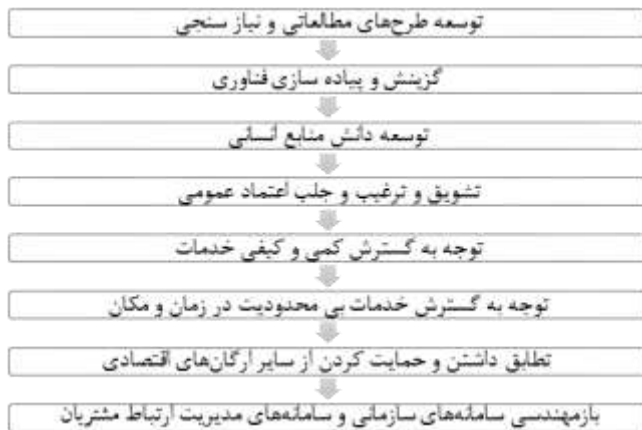 توسعه طرح‌های مطالعاتی و نیاز سنجی
گزینش و پیاده سازی فناوری
توسعه دانش منابع انسانی
تشویق و ترغیب و جلب اعتماد عمومی
توجه به گسترش کمی و کیفی خدمات
توجه به گسترش خدمات بی محدودیت در زمان و مکان
تطابق داشتن و حمایت کردن از سایر ارگان‌های اقتصادی
بازمهندسی سامانه‌های سازمانی و سامانه‌های مدیریت ارتباط مشتریان